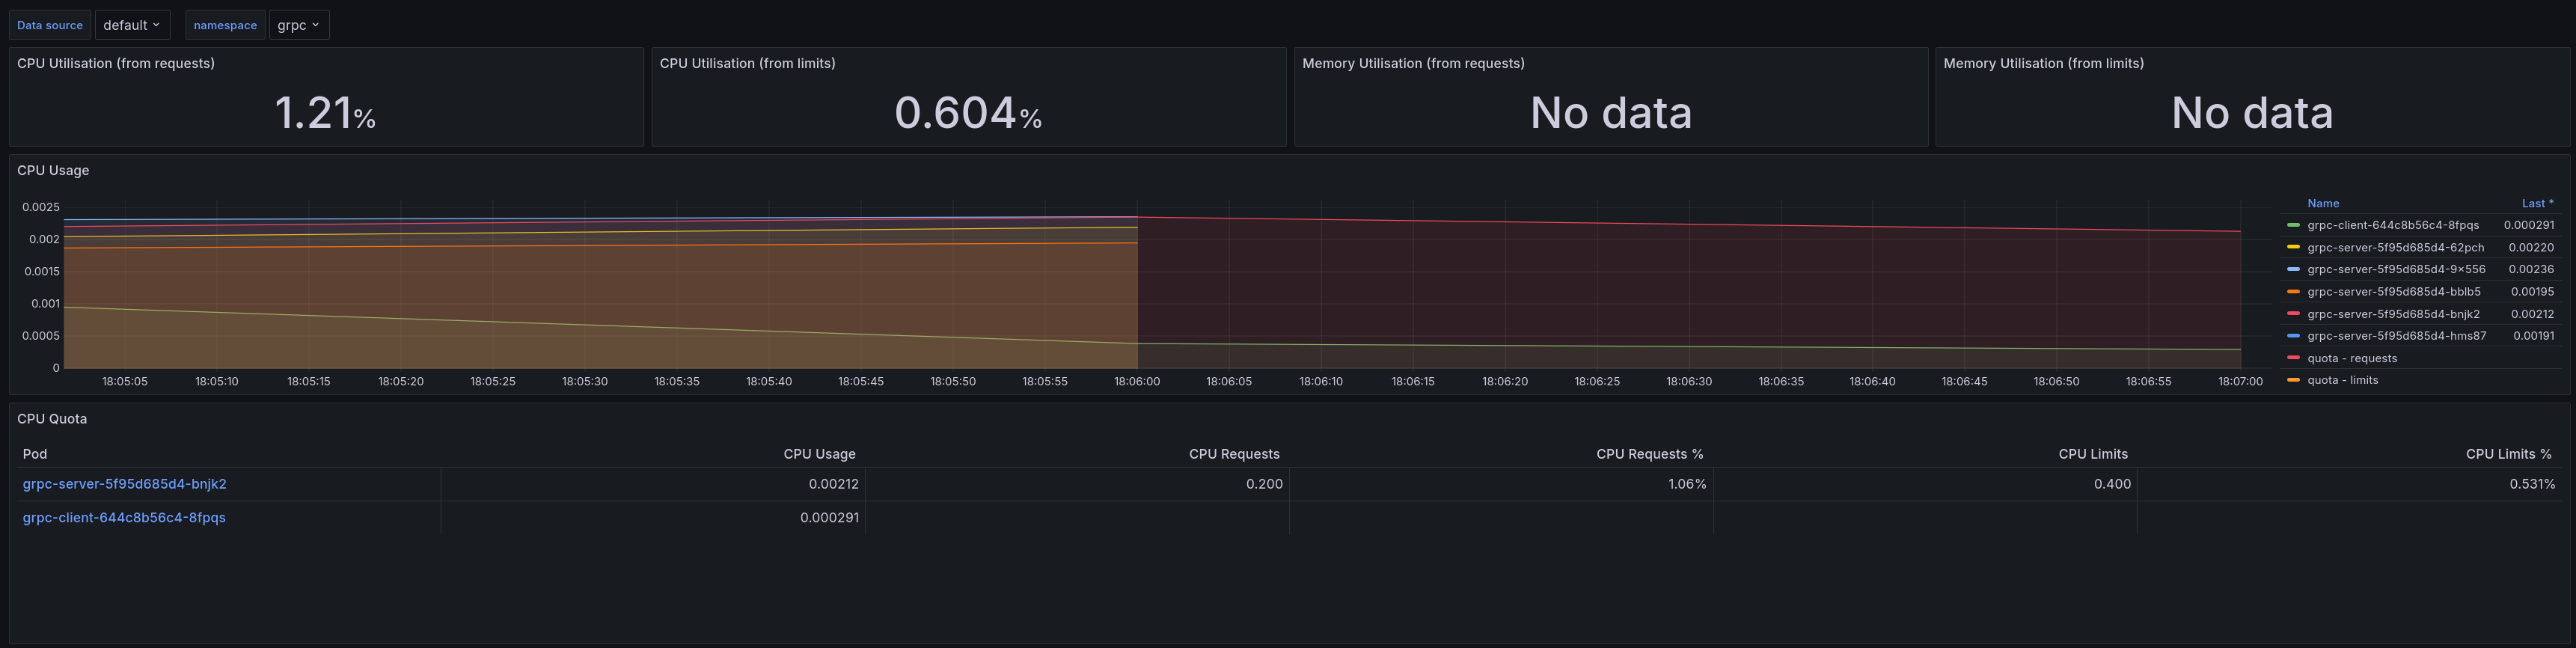 Data source default namespace grpc
CPU Utilisation (from requests) CPU Utilisation (from limits) Memory Utilisation (from requests) Memory Utilisation (from limits)
1.21% 0.604% No data No data
CPU Usage
0.0025
0.002
0.0015
0.001
0.0005
0
18:05:05 18:05:10 18:05:15 18:05:20 18:05:25 18:05:30 18:05:35 18:05:40 18:05:45 18:05:50 18:05:55 18:06:00 18:06:05 18:06:10 18:06:15 18:06:20 18:06:25 18:06:30 18:06:35 18:06:40 18:06:45 18:06:50 18:06:55 18:07:00
Name Last *
grpc-client-644c8b56c4-8fpqs 0.000291
grpc-server-5f95d685d4-62pch 0.00220
grpc-server-5f95d685d4-9×556 0.00236
grpc-server-5f95d685d4-bblb5 0.00195
grpc-server-5f95d685d4-bnjk2 0.00212
grpc-server-5f95d685d4-hms87 0.00191
quota - requests
quota - limits
CPU Quota
Pod CPU Usage CPU Requests CPU Requests % CPU Limits CPU Limits %
grpc-server-5f95d685d4-bnjk2 0.00212 0.200 1.06% 0.400 0.531%
grpc-client-644c8b56c4-8fpqs 0.000291